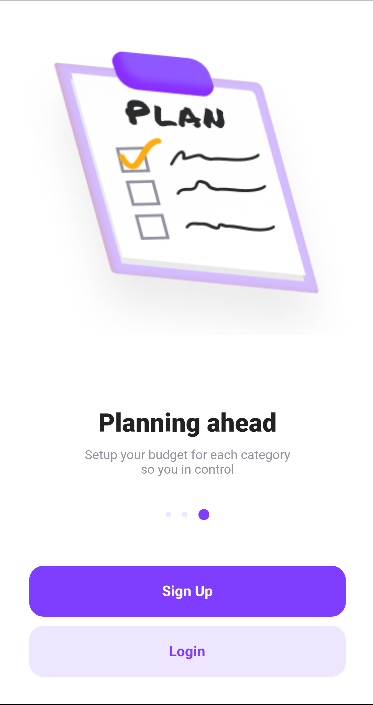 PLAN
Planning ahead
Setup your budget for each category
so you in control
Sign Up
Login